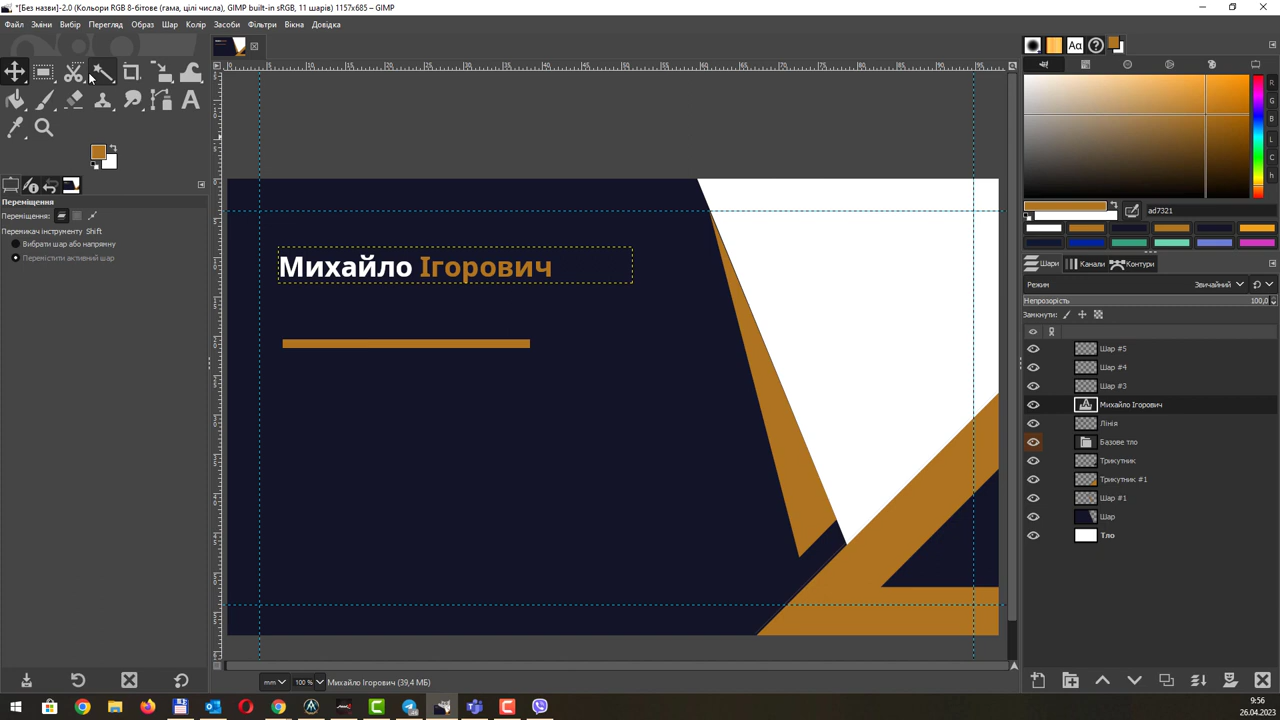 *[Без назви]-2.0 (Кольори RGB 8-бітове (гама, цілі числа), GIMP built-in sRGB, 11 шарів) 1157x685 – GIMP
Файл Зміни Вибір Перегляд Образ Шар Колір Засоби Фільтри Вікна Довідка
Переміщення
Переміщення:
Перемикач інструменту Shift
Вибрати шар або напрямну
Перемістити активний шар
Михайло Ігорович
mm 100 % Михайло Ігорович (39,4 МБ)
ad7321
R
G
B
L
C
h
Шари Канали Контури
Режим Звичайний
Непрозорість 100,0
Замкнути:
Шар #5
Шар #4
Шар #3
Михайло Ігорович
Лінія
Базове тло
Трикутник
Трикутник #1
Шар #1
Шар
Тло
9:56
26.04.2023